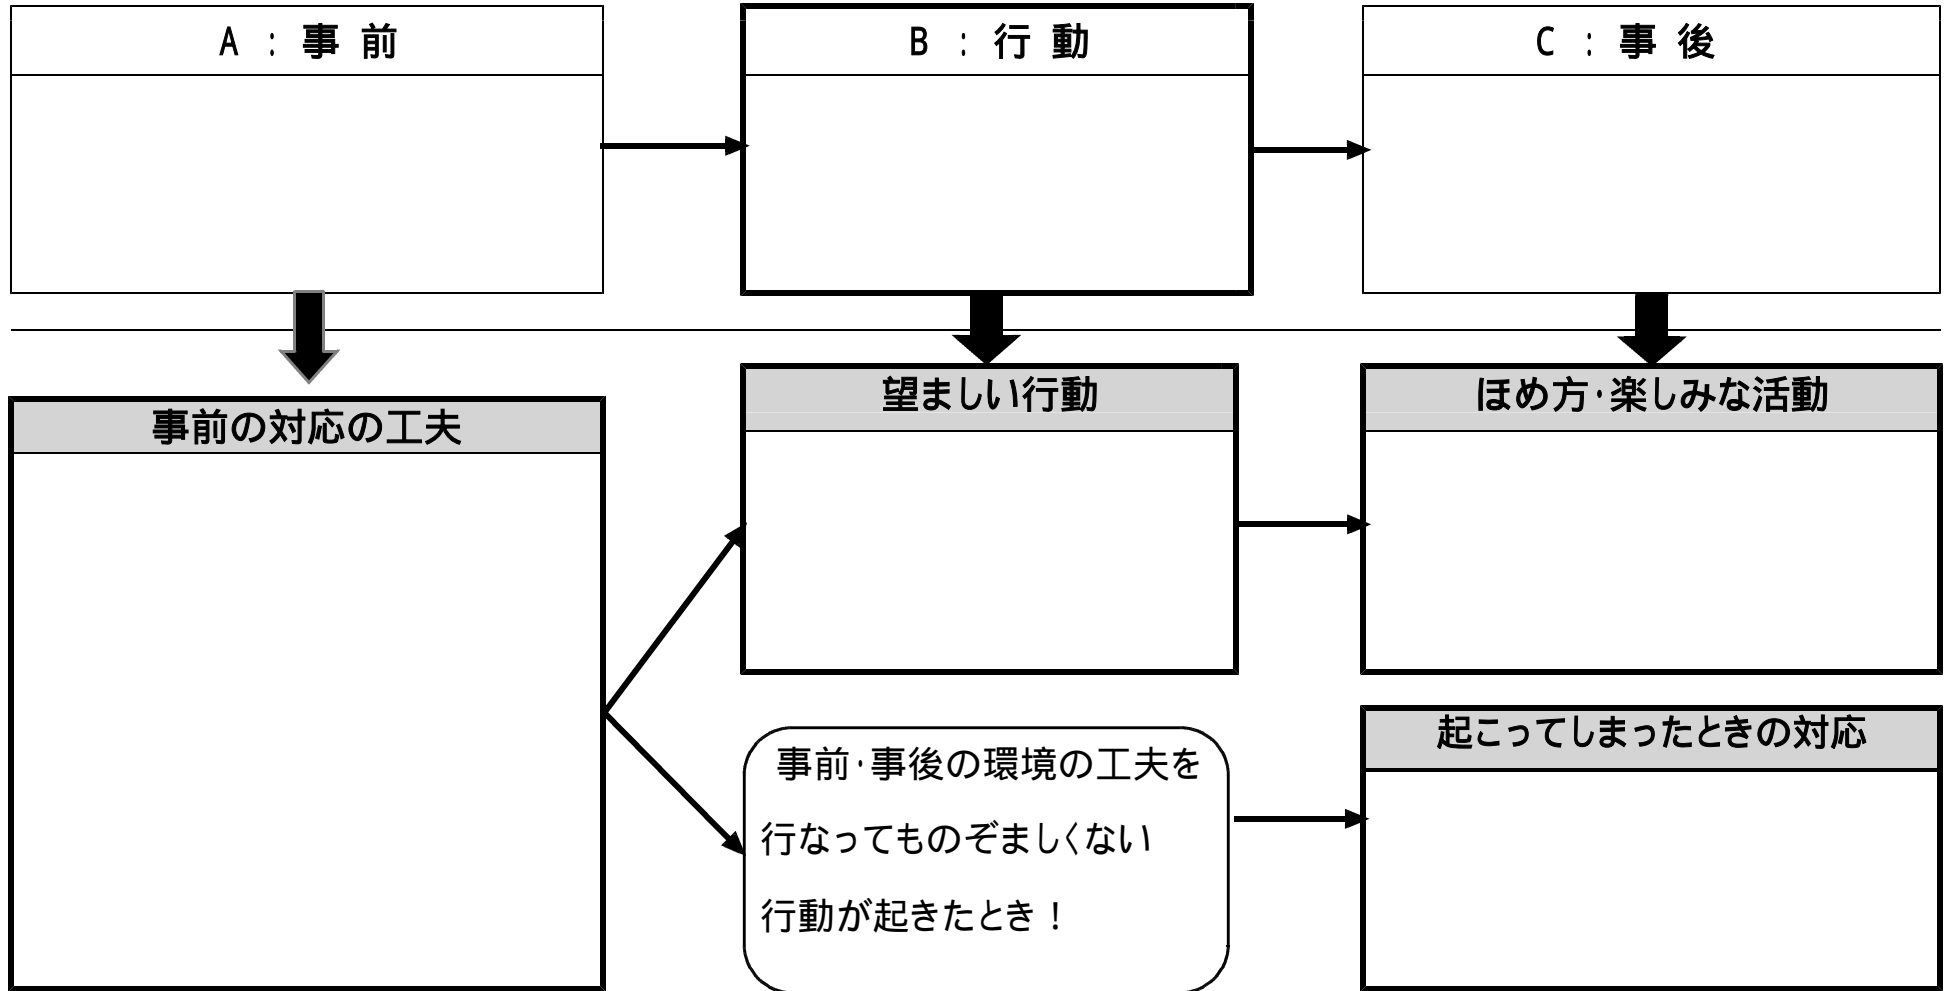 A : 事 前
B : 行 動
C : 事 後
事前の対応の工夫
望ましい行動
ほめ方・楽しみな活動
事前・事後の環境の工夫を
行なってものぞましくない
行動が起きたとき！
起こってしまったときの対応